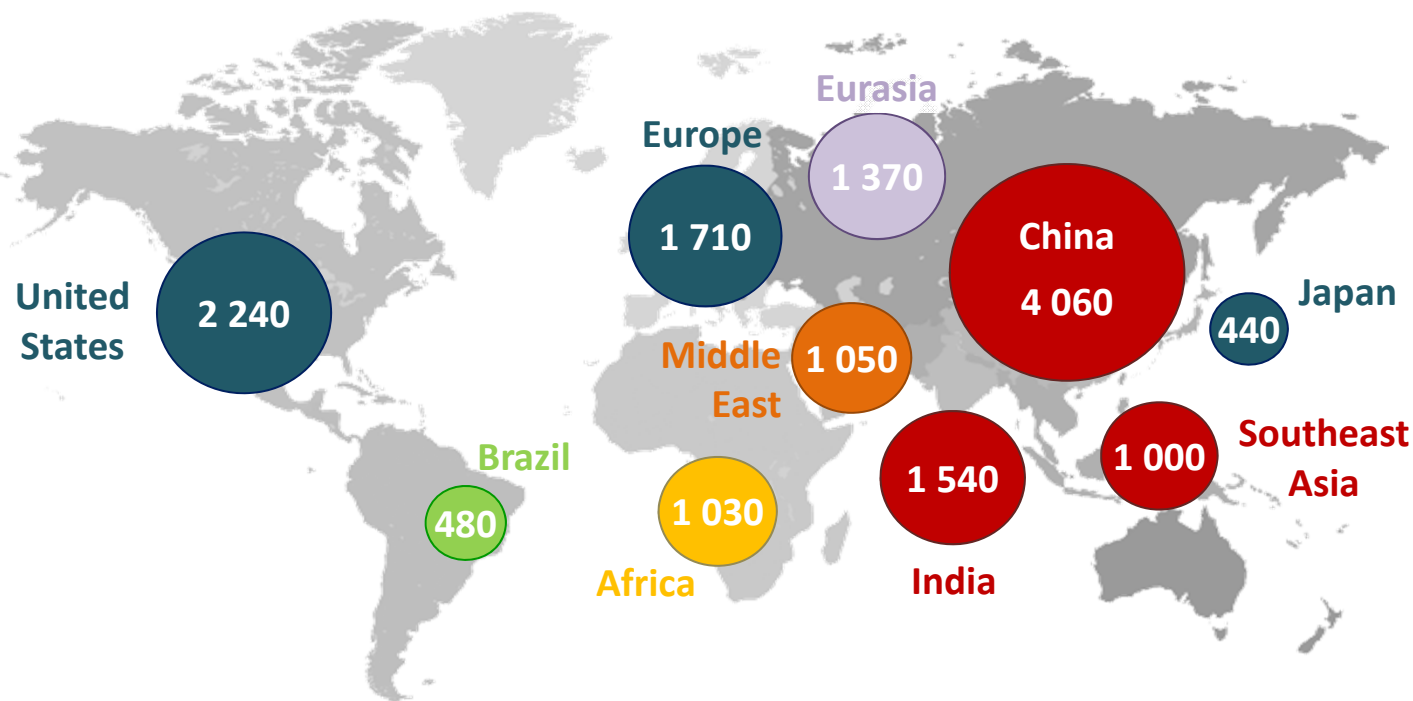 Eurasia
1 370
Europe
1 710
China
4 060
United
States
2 240
Japan
440
Middle
East
1 050
Brazil
480
Africa
1 030
India
1 540
Southeast
Asia
1 000